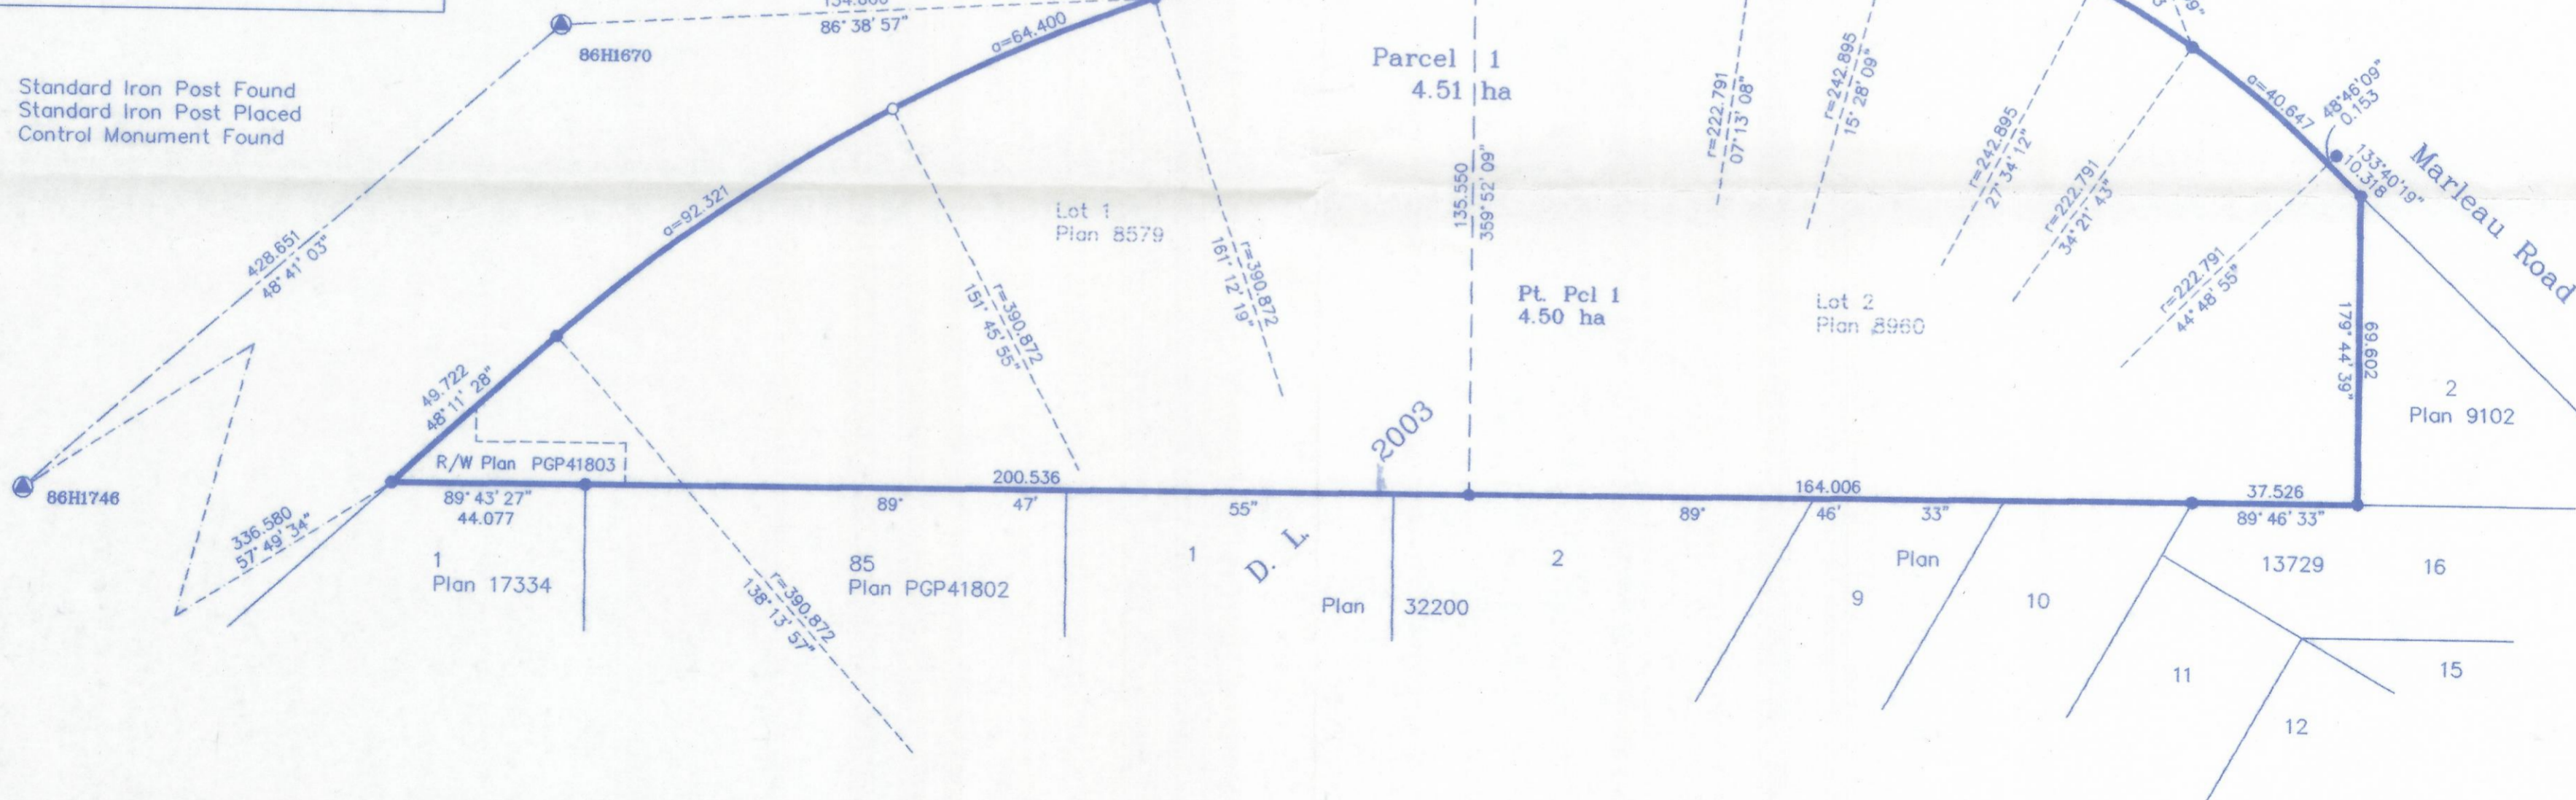 86° 38' 57"
86H1670
a=64.400
Standard Iron Post Found
Standard Iron Post Placed
Control Monument Found
Parcel 1
4.51 ha
r=222.791
07° 13' 08"
r=242.895
15° 28' 09"
r=242.895
27° 34' 12"
r=222.791
34° 21' 43"
a=40.647
48°46'09"
0.153
133°40'19"
10.318
Marleau Road
428.651
48° 41' 03"
a=92.321
Lot 1
Plan 8579
r=390.872
161° 12' 19"
r=390.872
151° 45' 55"
135.550
359° 52' 09"
Pt. Pcl 1
4.50 ha
Lot 2
Plan 8960
r=222.791
44° 48' 55"
69.602
179° 44' 39"
2
Plan 9102
49.722
48° 11' 28"
R/W Plan PGP41803
86H1746
336.580
57° 49' 34"
89° 43' 27"
44.077
200.536
89° 47' 55"
D. L. 2003
164.006
89° 46' 33"
37.526
89° 46' 33"
1
Plan 17334
85
Plan PGP41802
r=390.872
138° 13' 57"
1
Plan 32200
2
9
Plan 13729
10
11
12
15
16